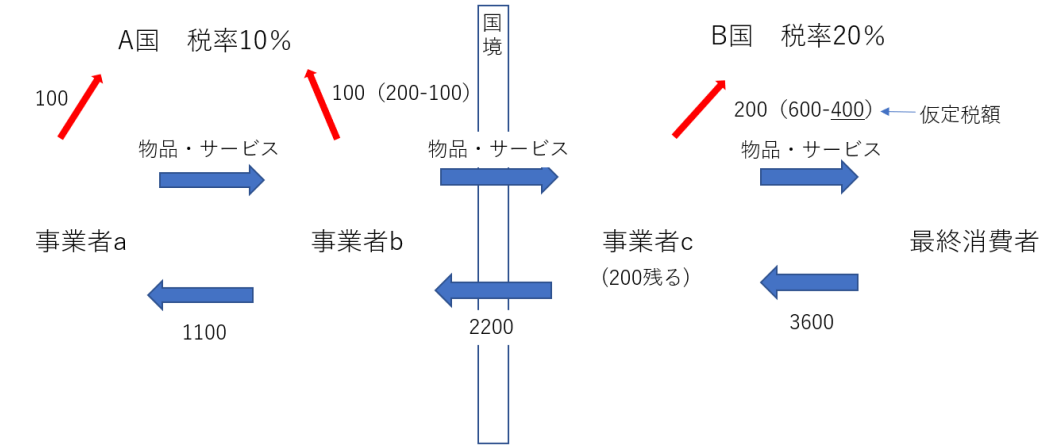 A国 税率10%
国境
B国 税率20%
100
100(200-100)
200(600-400)
仮定税額
物品・サービス
物品・サービス
物品・サービス
事業者a
事業者b
事業者c
(200残る)
最終消費者
1100
2200
3600